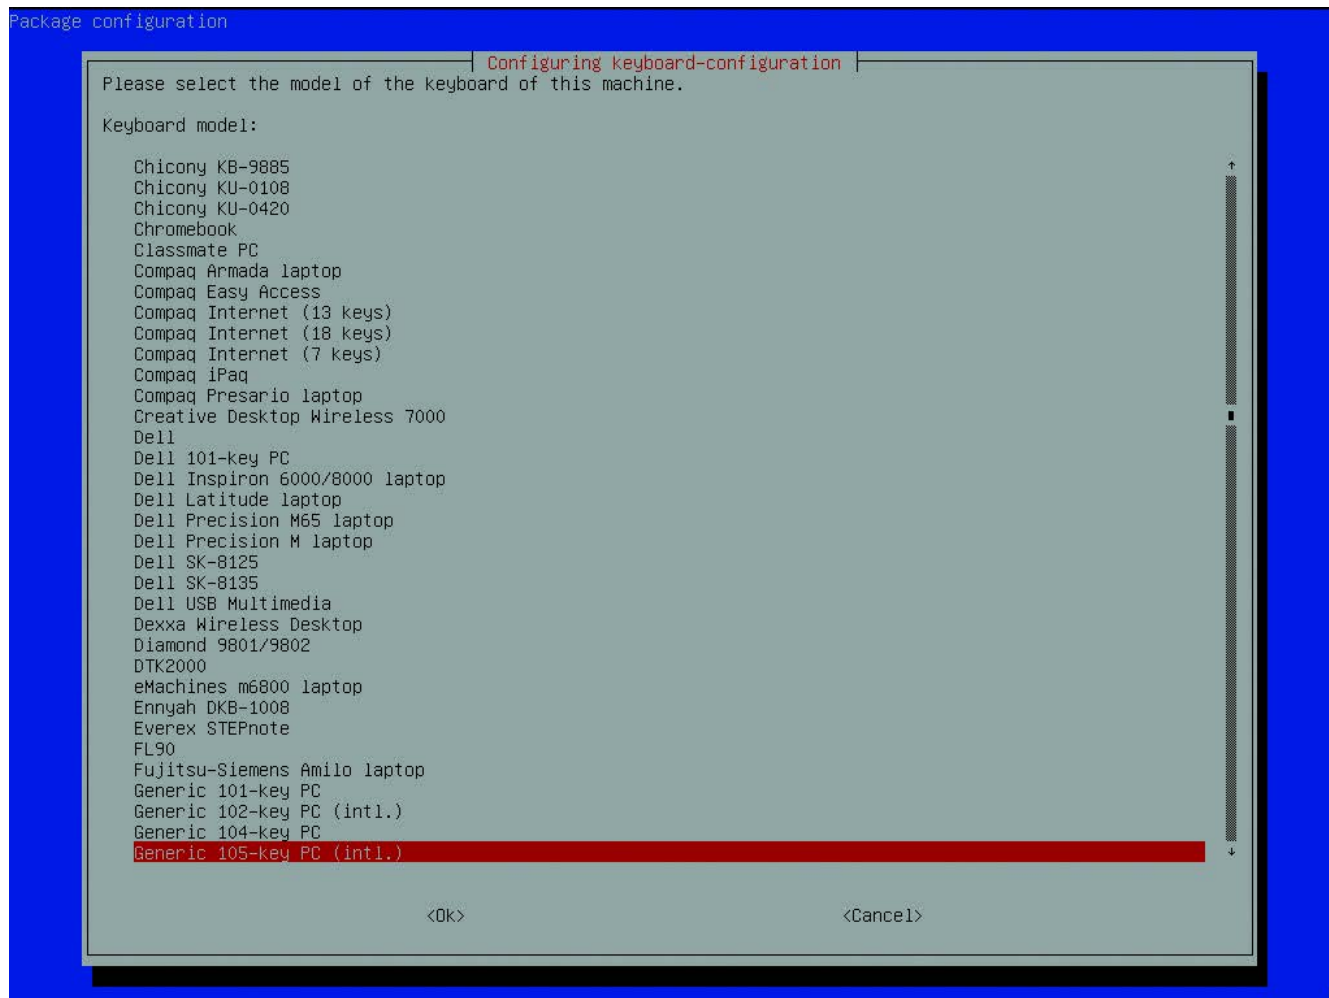 Package configuration
Configuring keyboard-configuration
Please select the model of the keyboard of this machine.
Keyboard model:
Chicony KB-9885
Chicony KU-0108
Chicony KU-0420
Chromebook
Classmate PC
Compaq Armada laptop
Compaq Easy Access
Compaq Internet (13 keys)
Compaq Internet (18 keys)
Compaq Internet (7 keys)
Compaq iPaq
Compaq Presario laptop
Creative Desktop Wireless 7000
Dell
Dell 101-key PC
Dell Inspiron 6000/8000 laptop
Dell Latitude laptop
Dell Precision M65 laptop
Dell Precision M laptop
Dell SK-8125
Dell SK-8135
Dell USB Multimedia
Dexxa Wireless Desktop
Diamond 9801/9802
DTK2000
eMachines m6800 laptop
Ennyah DKB-1008
Everex STEPnote
FL90
Fujitsu-Siemens Amilo laptop
Generic 101-key PC
Generic 102-key PC (intl.)
Generic 104-key PC
Generic 105-key PC (intl.)
<Ok> <Cancel>